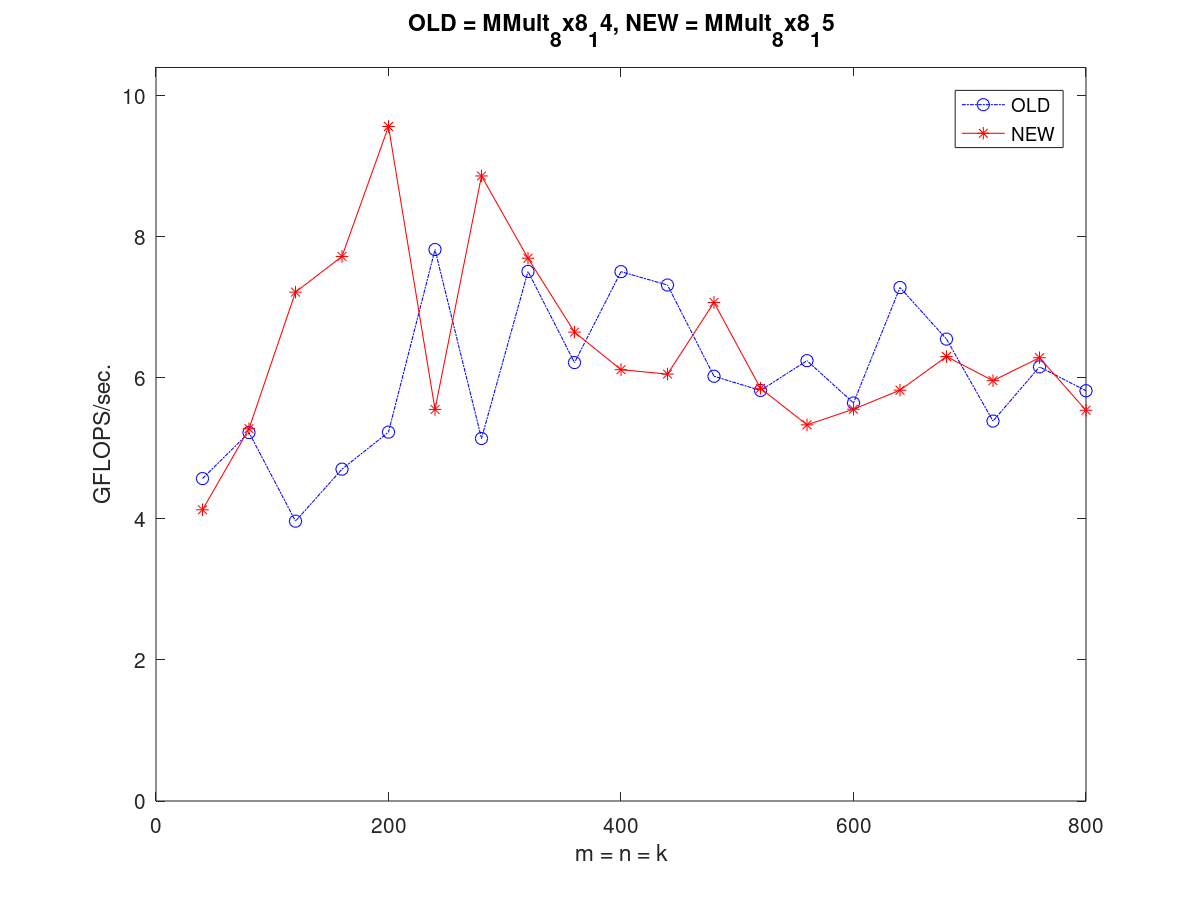 OLD = MMult_8x8_14, NEW = MMult_8x8_15
10
8
6
4
2
0
GFLOPS/sec.
OLD
NEW
0 200 400 600 800
m = n = k